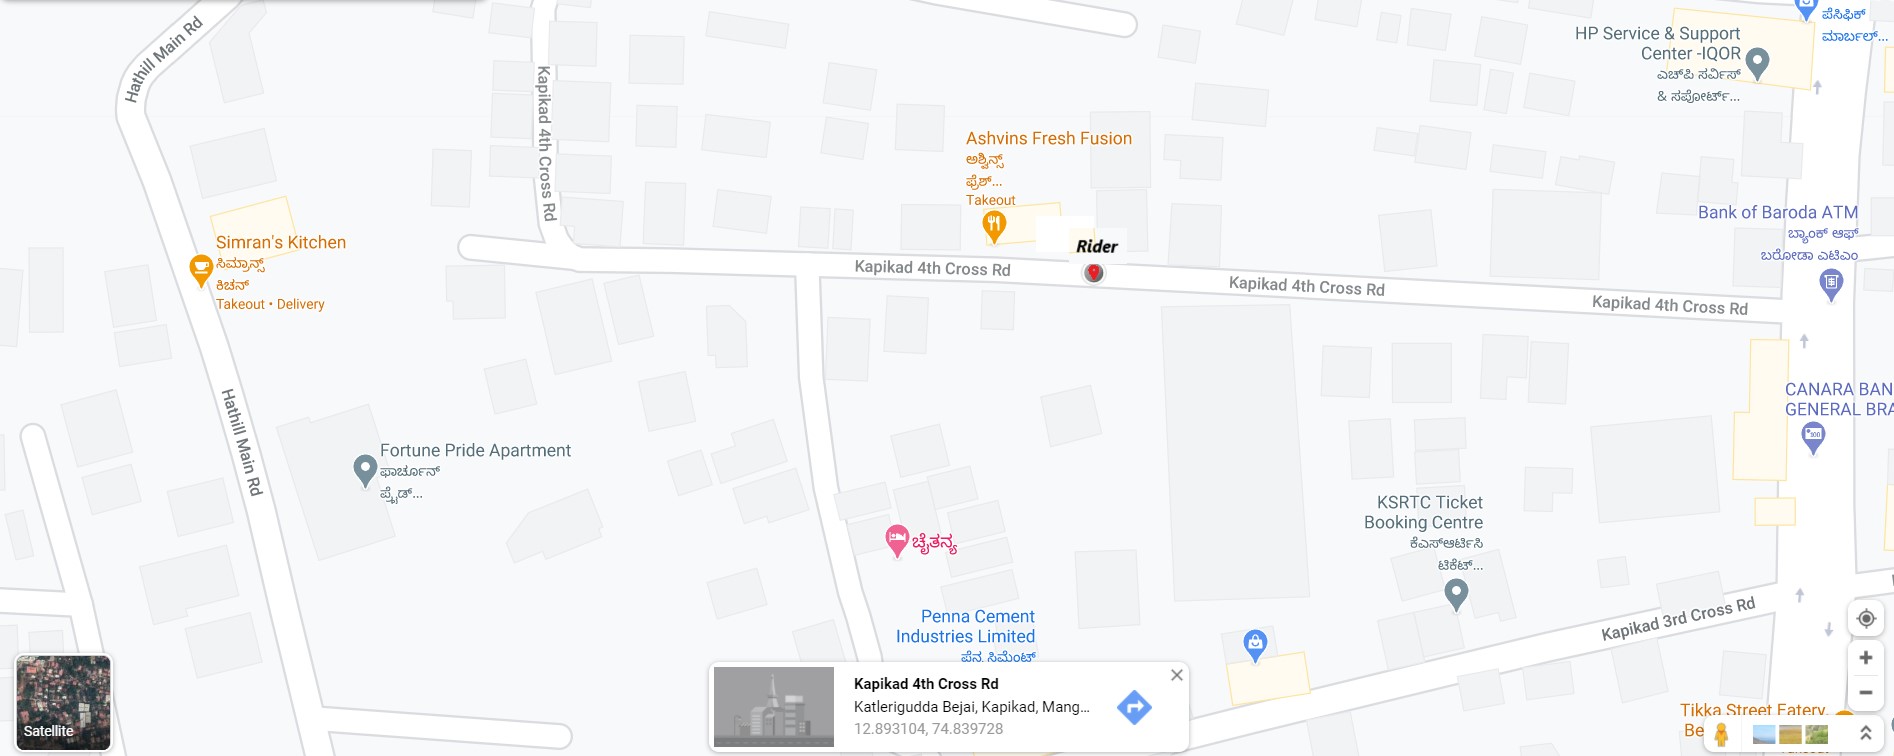 Hathill Main Rd
Kapikad 4th Cross Rd
HP Service & Support
Center -IQOR
ಎಚ್‌ಪಿ ಸರ್ವಿಸ್
& ಸಪೋರ್ಟ್...
ಪೆಸಿಫಿಕ್
ಮಾರ್ಬಲ್...
Ashvins Fresh Fusion
ಅಶ್ವಿನ್ಸ್
ಫ್ರೆಶ್...
Takeout
Simran's Kitchen
ಸಿಮ್ರಾನ್ಸ್
ಕಿಚನ್
Takeout • Delivery
Rider
Kapikad 4th Cross Rd
Kapikad 4th Cross Rd
Kapikad 4th Cross Rd
Bank of Baroda ATM
ಬ್ಯಾಂಕ್ ಆಫ್
ಬರೋಡಾ ಎಟಿಎಂ
CANARA BAN
GENERAL BRA
Hathill Main Rd
Fortune Pride Apartment
ಫಾರ್ಚೂನ್
ಪ್ರೈಡ್...
ಚೈತನ್ಯ
KSRTC Ticket
Booking Centre
ಕೆಎಸ್ಆರ್ಟಿಸಿ
ಟಿಕೆಟ್...
Penna Cement
Industries Limited
ಪೆನ್ನ ಸಿಮೆಂಟ್
Kapikad 3rd Cross Rd
Kapikad 4th Cross Rd
Katlerigudda Bejai, Kapikad, Mang...
12.893104, 74.839728
Tikka Street Eatery,
Be
Satellite